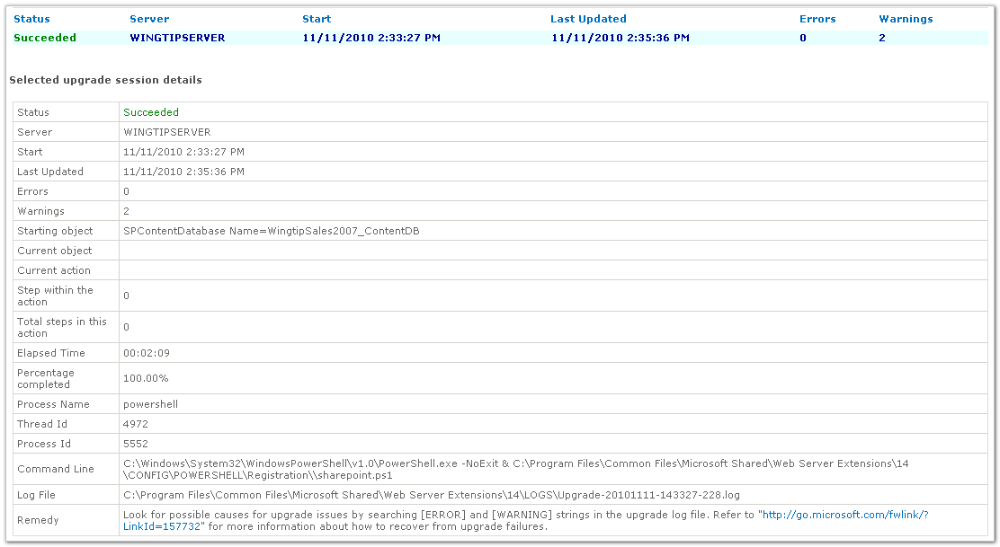 Status Server Start Last Updated Errors Warnings
Succeeded WINGTIPSERVER 11/11/2010 2:33:27 PM 11/11/2010 2:35:36 PM 0 2
Selected upgrade session details
Status Succeeded
Server WINGTIPSERVER
Start 11/11/2010 2:33:27 PM
Last Updated 11/11/2010 2:35:36 PM
Errors 0
Warnings 2
Starting object SPContentDatabase Name=WingtipSales2007_ContentDB
Current object
Current action
Step within the
action
0
Total steps in this
action
0
Elapsed Time 00:02:09
Percentage
completed
100.00%
Process Name powershell
Thread Id 4972
Process Id 5552
Command Line
C:\Windows\System32\WindowsPowerShell\v1.0\PowerShell.exe -NoExit & C:\Program Files\Common Files\Microsoft Shared\Web Server Extensions\14
\CONFIG\POWERSHELL\Registration\\sharepoint.ps1
Log File C:\Program Files\Common Files\Microsoft Shared\Web Server Extensions\14\LOGS\Upgrade-20101111-143327-228.log
Remedy
Look for possible causes for upgrade issues by searching [ERROR] and [WARNING] strings in the upgrade log file. Refer to "http://go.microsoft.com/fwlink/?
LinkId=157732" for more information about how to recover from upgrade failures.